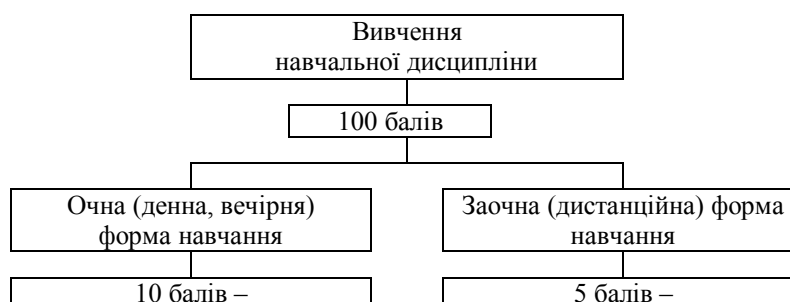 Вивчення
навчальної дисципліни
100 балів
Очна (денна, вечірня)
форма навчання
Заочна (дистанційна) форма
навчання
10 балів –
5 балів –